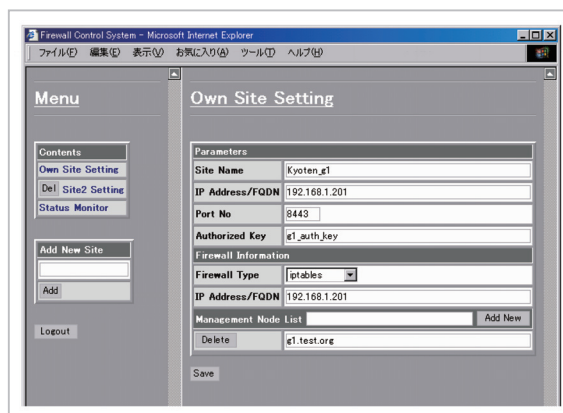 Firewall Control System - Microsoft Internet Explorer
ファイル(F) 編集(E) 表示(V) お気に入り(A) ツール(T) ヘルプ(H)
Menu
Contents
Own Site Setting
Del Site2 Setting
Status Monitor
Add New Site
Add
Logout
Own Site Setting
Parameters
Site Name Kyoten_g1
IP Address/FQDN 192.168.1.201
Port No 8443
Authorized Key g1_auth_key
Firewall Information
Firewall Type iptables
IP Address/FQDN 192.168.1.201
Management Node List Add New
Delete g1.test.org
Save